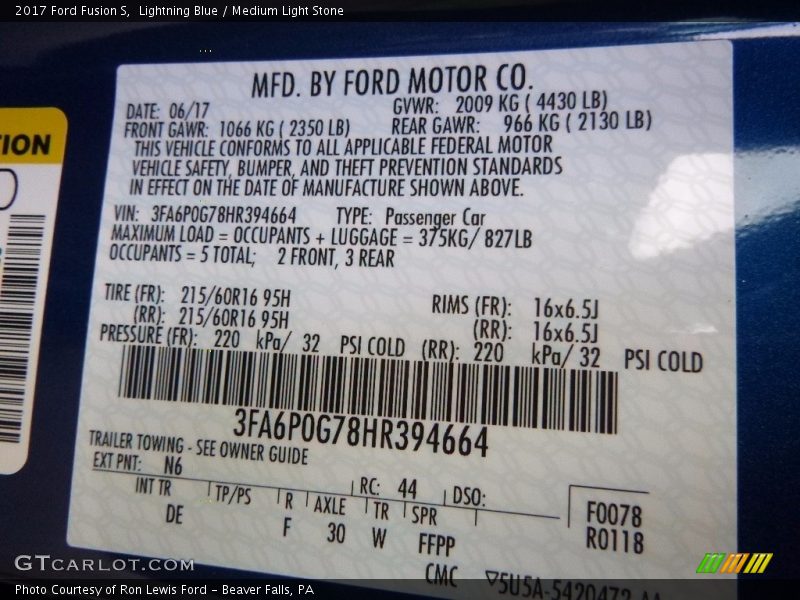 2017 Ford Fusion S,  Lightning Blue / Medium Light Stone
TION
MFD. BY FORD MOTOR CO.
DATE: 06/17 GVWR: 2009 KG ( 4430 LB)
FRONT GAWR: 1066 KG ( 2350 LB) REAR GAWR: 966 KG ( 2130 LB)
THIS VEHICLE CONFORMS TO ALL APPLICABLE FEDERAL MOTOR
VEHICLE SAFETY, BUMPER, AND THEFT PREVENTION STANDARDS
IN EFFECT ON THE DATE OF MANUFACTURE SHOWN ABOVE.
VIN: 3FA6P0G78HR394664 TYPE: Passenger Car
MAXIMUM LOAD = OCCUPANTS + LUGGAGE = 375KG/ 827LB
OCCUPANTS = 5 TOTAL; 2 FRONT, 3 REAR
TIRE (FR): 215/60R16 95H RIMS (FR): 16x6.5J
(RR): 215/60R16 95H (RR): 16x6.5J
PRESSURE (FR): 220 kPa/ 32 PSI COLD (RR): 220 kPa/ 32 PSI COLD
3FA6P0G78HR394664
TRAILER TOWING - SEE OWNER GUIDE
EXT PNT: N6 RC: 44 DSO:
INT TR TP/PS R AXLE TR SPR F0078
DE F 30 W FFPP R0118
CMC ▽5U5A-5420472-AA
GTCARLOT.COM
Photo Courtesy of Ron Lewis Ford – Beaver Falls, PA